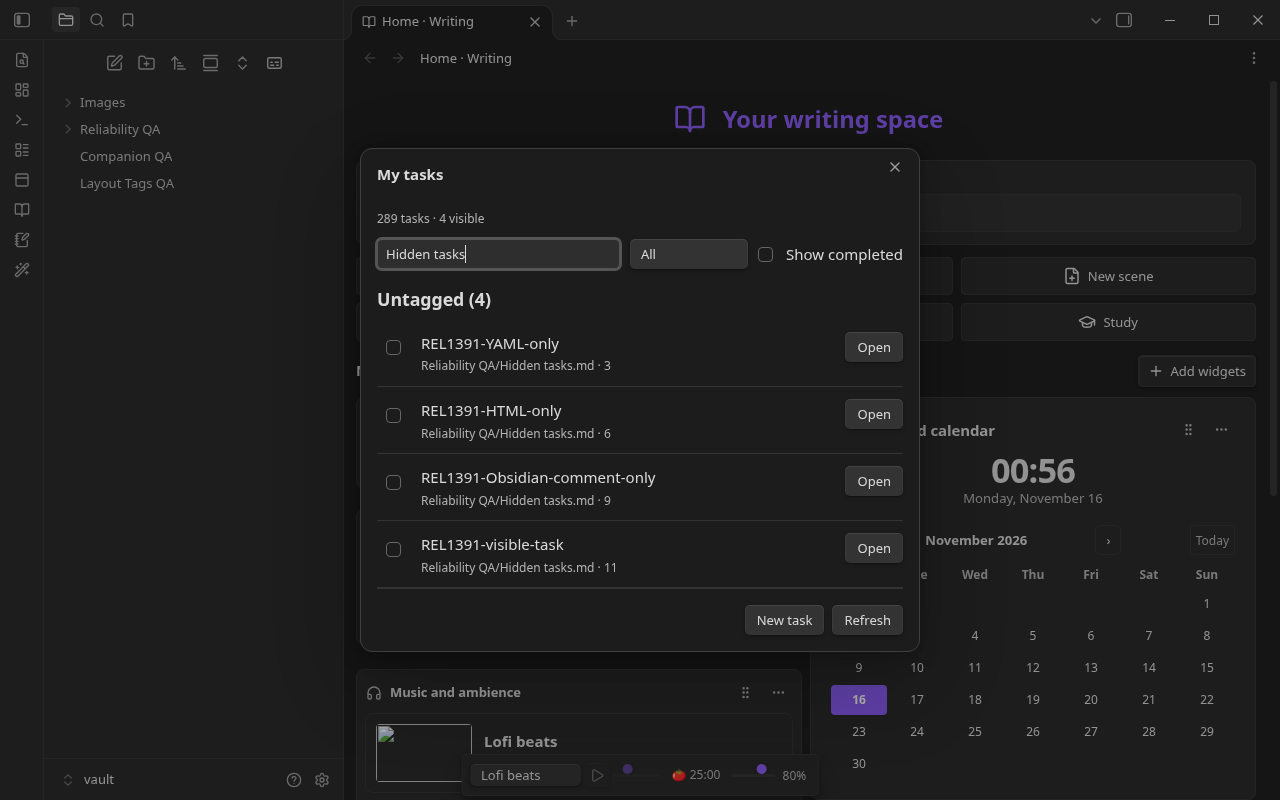 Home · Writing
Home · Writing
Images
Reliability QA
Companion QA
Layout Tags QA
Your writing space
My tasks
289 tasks · 4 visible
Hidden tasks
All
Show completed
Untagged (4)
REL1391-YAML-only
Reliability QA/Hidden tasks.md · 3
Open
REL1391-HTML-only
Reliability QA/Hidden tasks.md · 6
Open
REL1391-Obsidian-comment-only
Reliability QA/Hidden tasks.md · 9
Open
REL1391-visible-task
Reliability QA/Hidden tasks.md · 11
Open
New task
Refresh
New scene
Study
Add widgets
calendar
00:56
Monday, November 16
November 2026
›
Today
Wed Thu Fri Sat Sun
1
4 5 6 7 8
9 10 11 12 13 14 15
16 17 18 19 20 21 22
23 24 25 26 27 28 29
30
Music and ambience
Lofi beats
Lofi beats
25:00
80%
vault